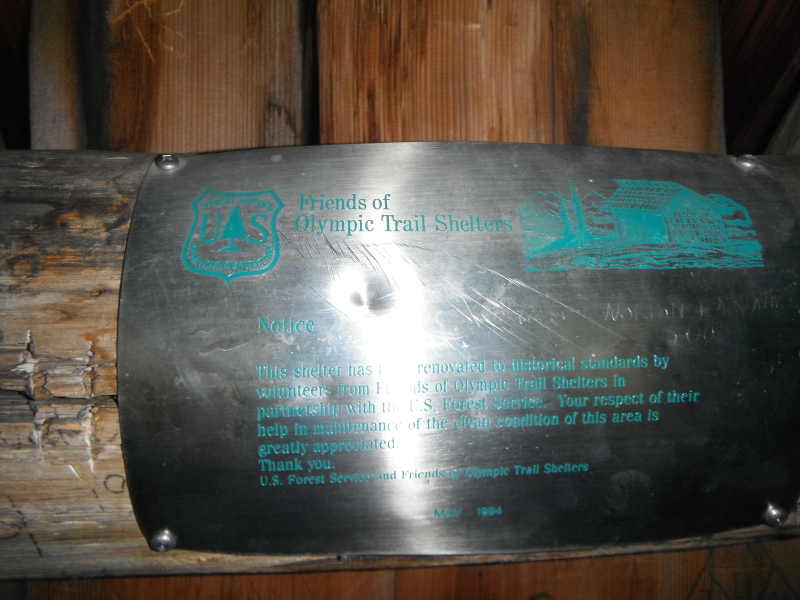 Friends of
Olympic Trail Shelters
US
Notice
This shelter has renovated to historical standards by
volunteers from Friends of Olympic Trail Shelters in
partnership with the U.S. Forest Service. Your respect of their
help in maintenance of the clean condition of this area is
greatly appreciated.
Thank you.
U.S. Forest Service and Friends of Olympic Trail Shelters
MAY 1994